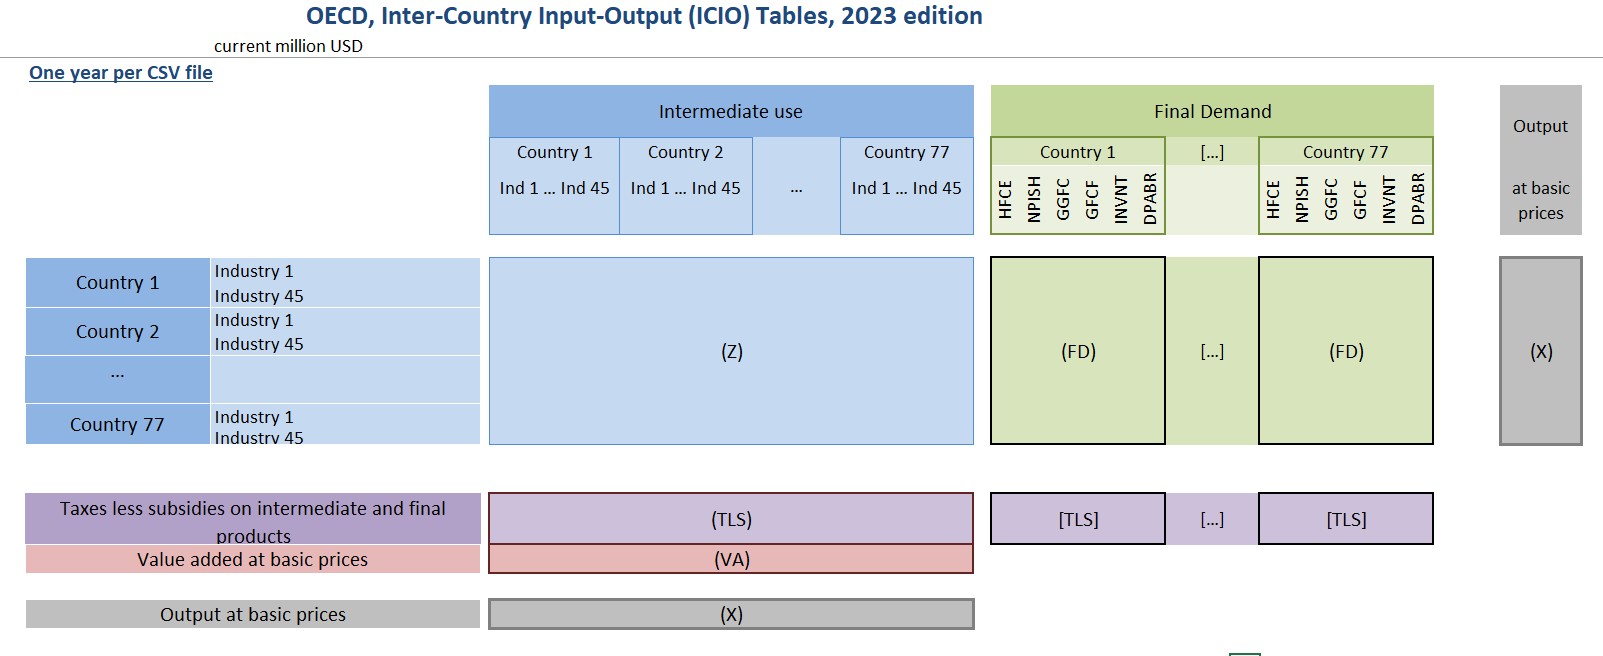 OECD, Inter-Country Input-Output (ICIO) Tables, 2023 edition
current million USD
One year per CSV file
Intermediate use
Final Demand
Output
Country 1
Country 2
Country 77
Country 1
[...]
Country 77
Ind 1 ... Ind 45
Ind 1 ... Ind 45
...
Ind 1 ... Ind 45
HFCE
NPISH
GGFC
GFCF
INVNT
DPABR
HFCE
NPISH
GGFC
GFCF
INVNT
DPABR
at basic
prices
Country 1
Industry 1
Industry 45
Country 2
Industry 1
Industry 45
...
Country 77
Industry 1
Industry 45
(Z)
(FD)
[...]
(FD)
(X)
Taxes less subsidies on intermediate and final
products
(TLS)
[TLS]
[...]
[TLS]
Value added at basic prices
(VA)
Output at basic prices
(X)